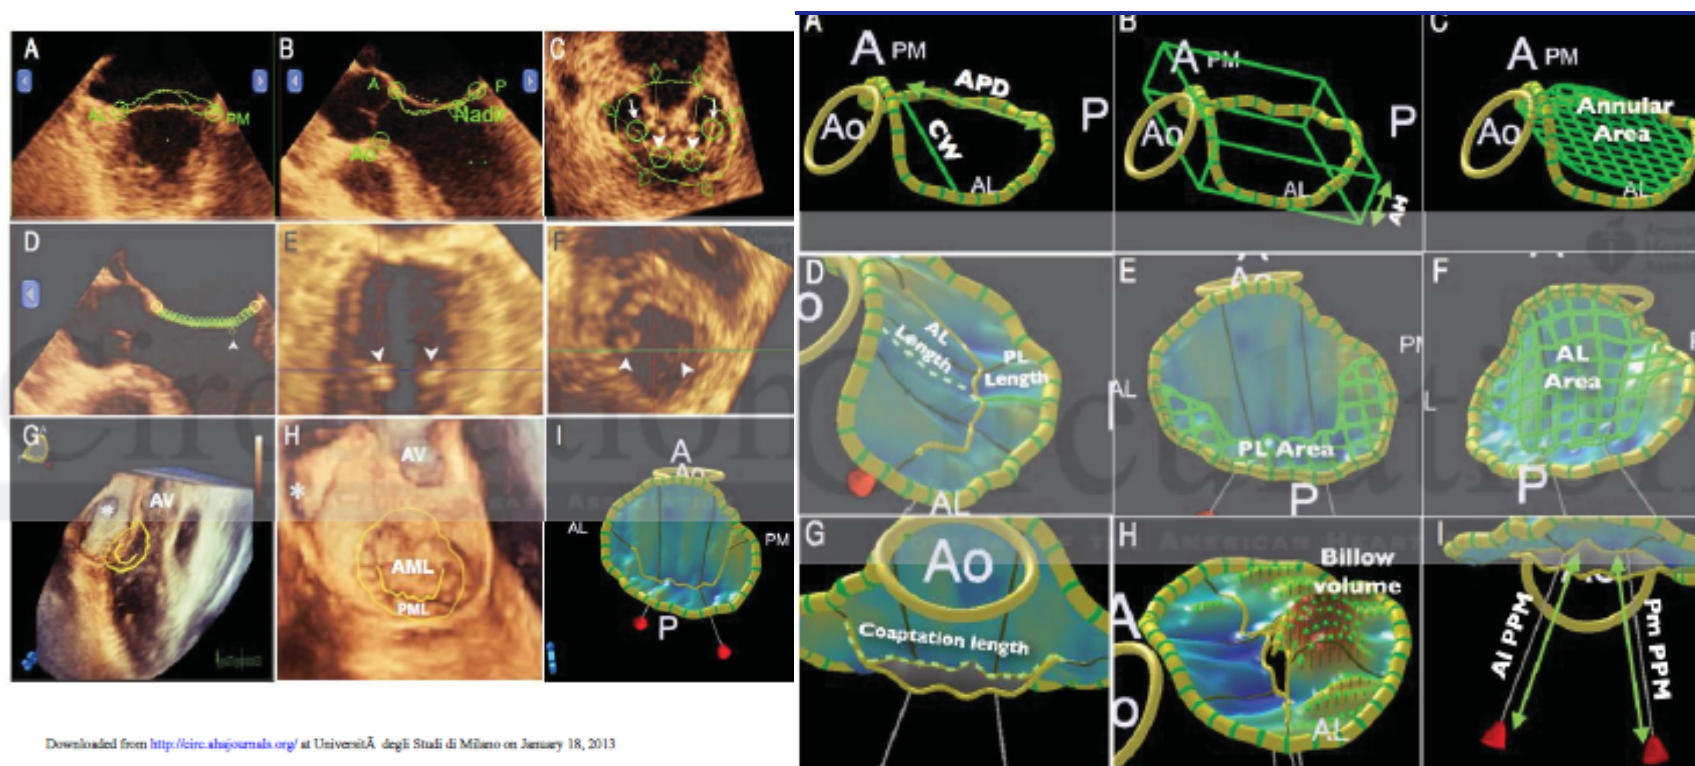 A
AL
PM
B
A
P
Nadir
Ao
C
D
E
F
G
AV
*
H
AV
*
AML
PML
I
A
Ao
AL
PM
P
Downloaded from http://circ.ahajournals.org/ at UniversitÃ degli Studi di Milano on January 18, 2013
A
A PM
APD
P
Ao
CW
AL
B
A PM
P
Ao
AL
AH
C
A PM
Annular
Area
Ao
AL
D
AL
Length
PL
Length
AL
E
Ao
AL
PL Area
P
F
AL
Area
P
G
Ao
Coaptation length
H
Billow
volume
A
AL
I
Al PPM
Pm PPM
Circulation
Circulation